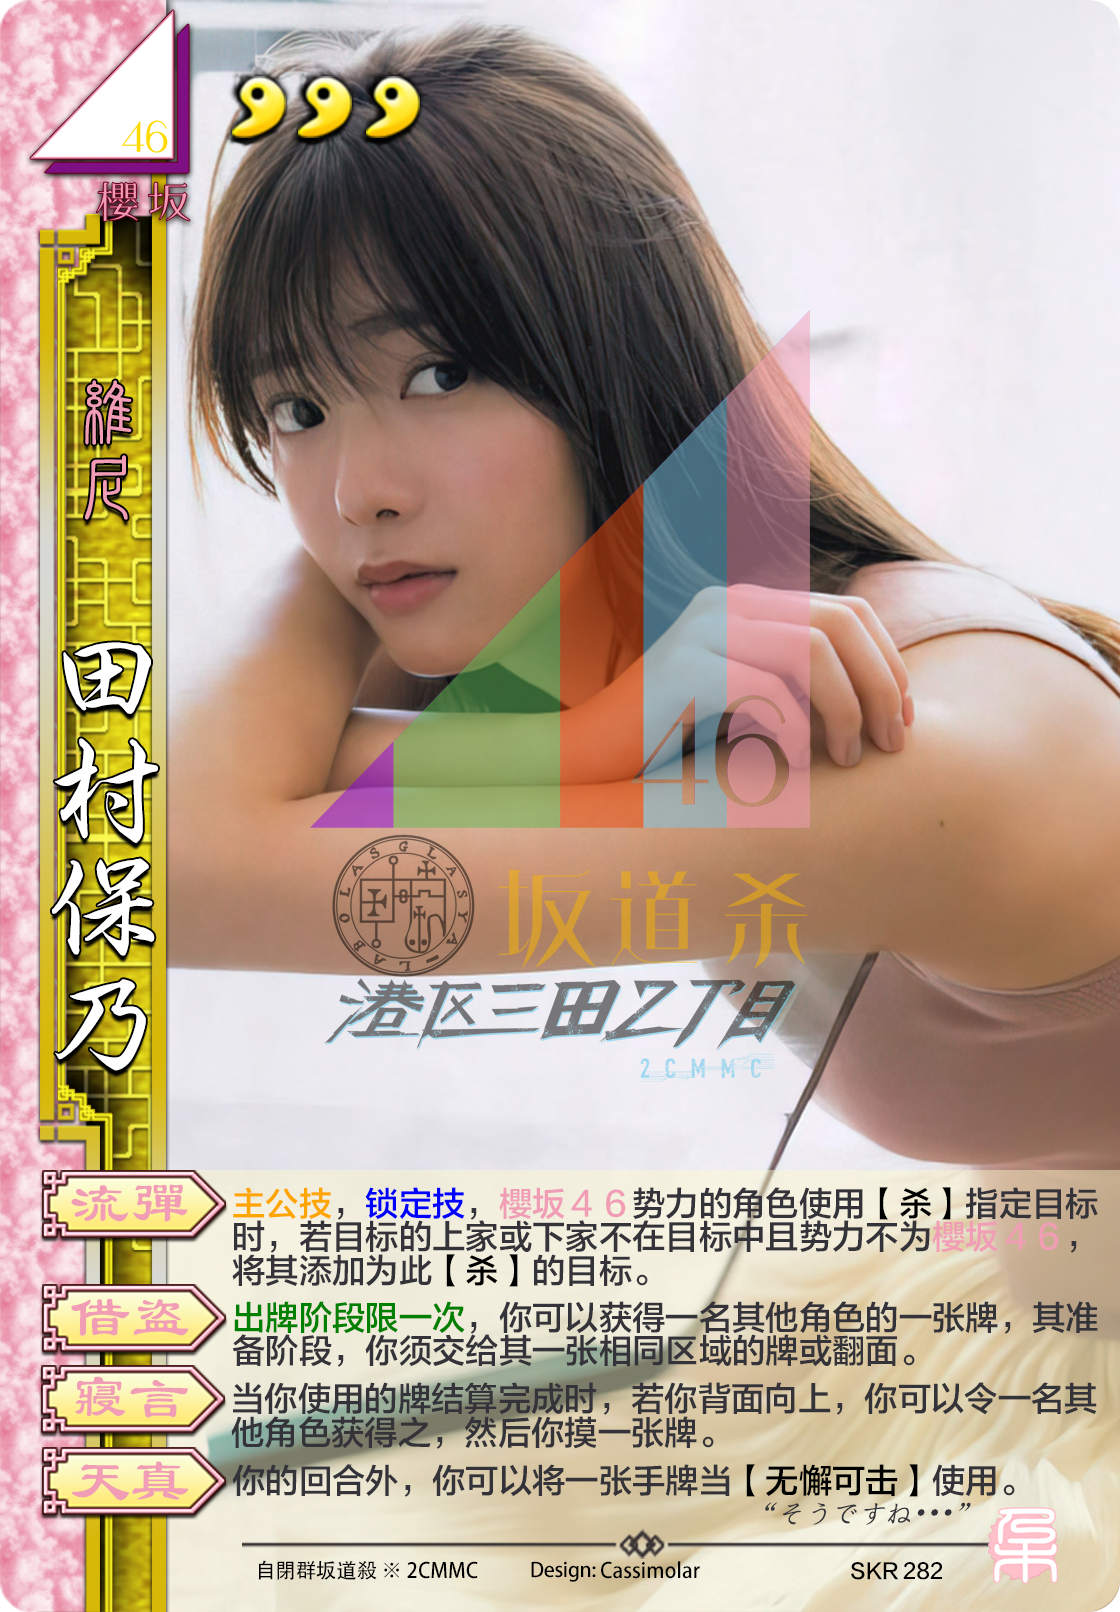 46
櫻坂
維尼
田村保乃
46
GLASYA-LABOLAS
坂道杀
港区三田乙丁目
2CMMC
流彈
主公技，锁定技，櫻坂４６势力的角色使用【杀】指定目标
时，若目标的上家或下家不在目标中且势力不为櫻坂４６，
将其添加为此【杀】的目标。
借盗
出牌阶段限一次，你可以获得一名其他角色的一张牌，其准
备阶段，你须交给其一张相同区域的牌或翻面。
寢言
当你使用的牌结算完成时，若你背面向上，你可以令一名其
他角色获得之，然后你摸一张牌。
天真
你的回合外，你可以将一张手牌当【无懈可击】使用。
“そうですね･･･”
自閉群坂道殺 ※ 2CMMC
Design: Cassimolar
SKR 282